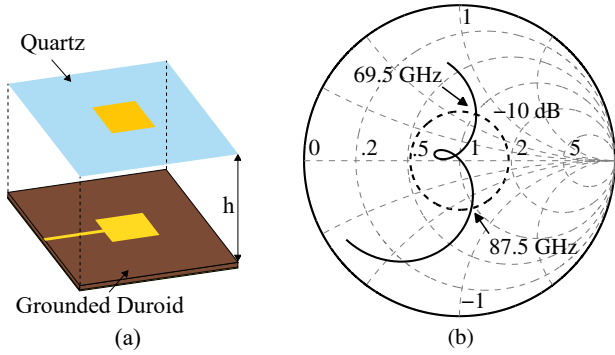 Quartz
h
Grounded Duroid
(a)
1
69.5 GHz
−10 dB
0
.2
.5
1
2
5
87.5 GHz
−1
(b)